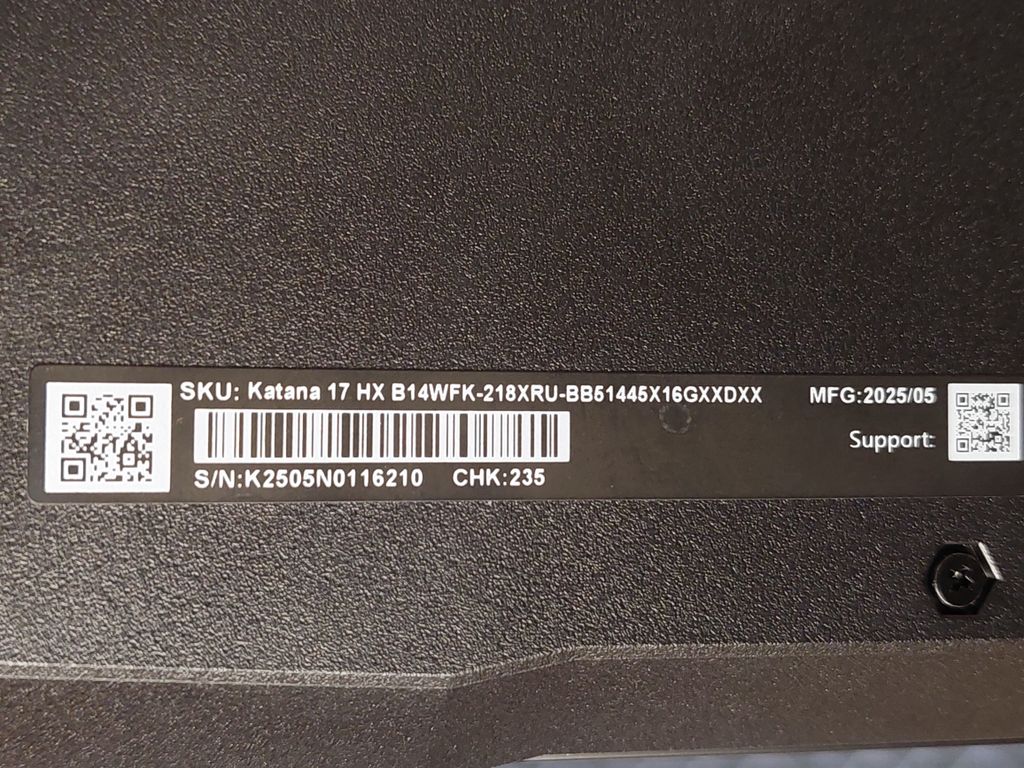 SKU: Katana 17 HX B14WFK-218XRU-BB51445X16GXXDXX
MFG:2025/05
Support:
S/N:K2505N0116210 CHK:235